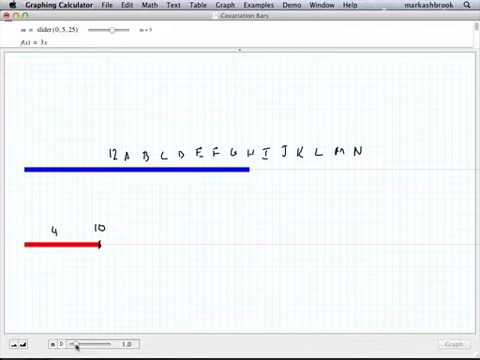 Graphing Calculator File Edit Math Text Table Graph Examples Demo Window Help markashbrook
Covariation Bars
m = slider(0,5,25) m = 3
f(x) = 3x
12 A B C D E F G H I J K L M N
4 10
n 1.0 Graph